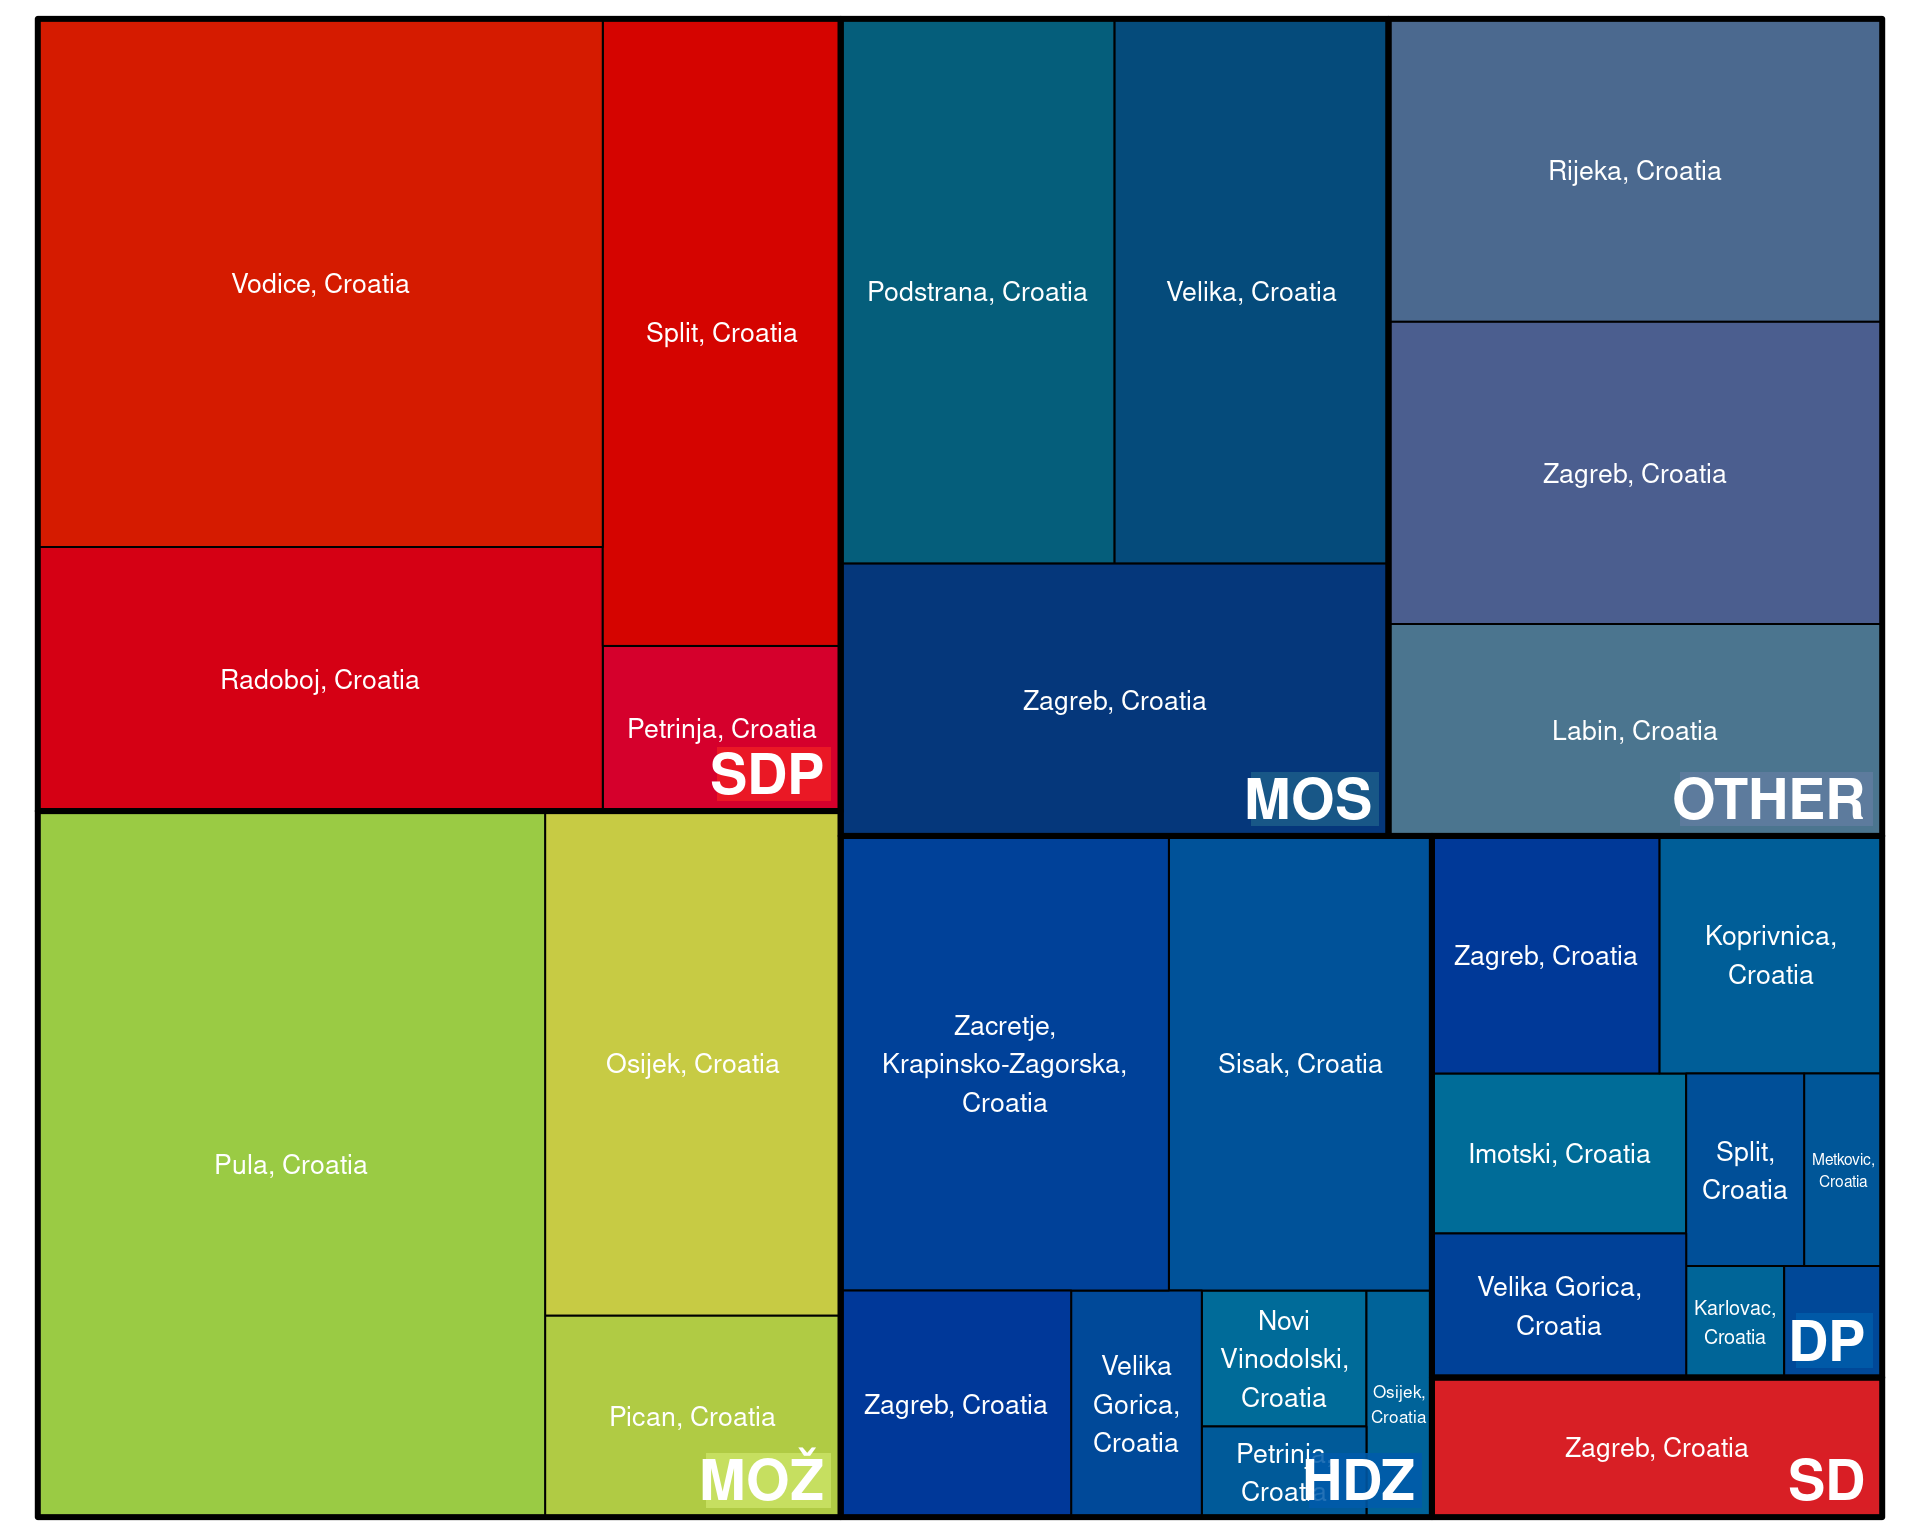 Vodice, Croatia
Split, Croatia
Radoboj, Croatia
Petrinja, Croatia
SDP
Podstrana, Croatia
Velika, Croatia
Zagreb, Croatia
MOS
Rijeka, Croatia
Zagreb, Croatia
Labin, Croatia
OTHER
Pula, Croatia
Osijek, Croatia
Pican, Croatia
MOŽ
Zacretje,
Krapinsko-Zagorska,
Croatia
Sisak, Croatia
Zagreb, Croatia
Velika
Gorica,
Croatia
Novi
Vinodolski,
Croatia
Petrinja,
Croatia
Osijek,
Croatia
HDZ
Zagreb, Croatia
Koprivnica,
Croatia
Imotski, Croatia
Split,
Croatia
Metkovic,
Croatia
Velika Gorica,
Croatia
Karlovac,
Croatia
DP
Zagreb, Croatia
SD